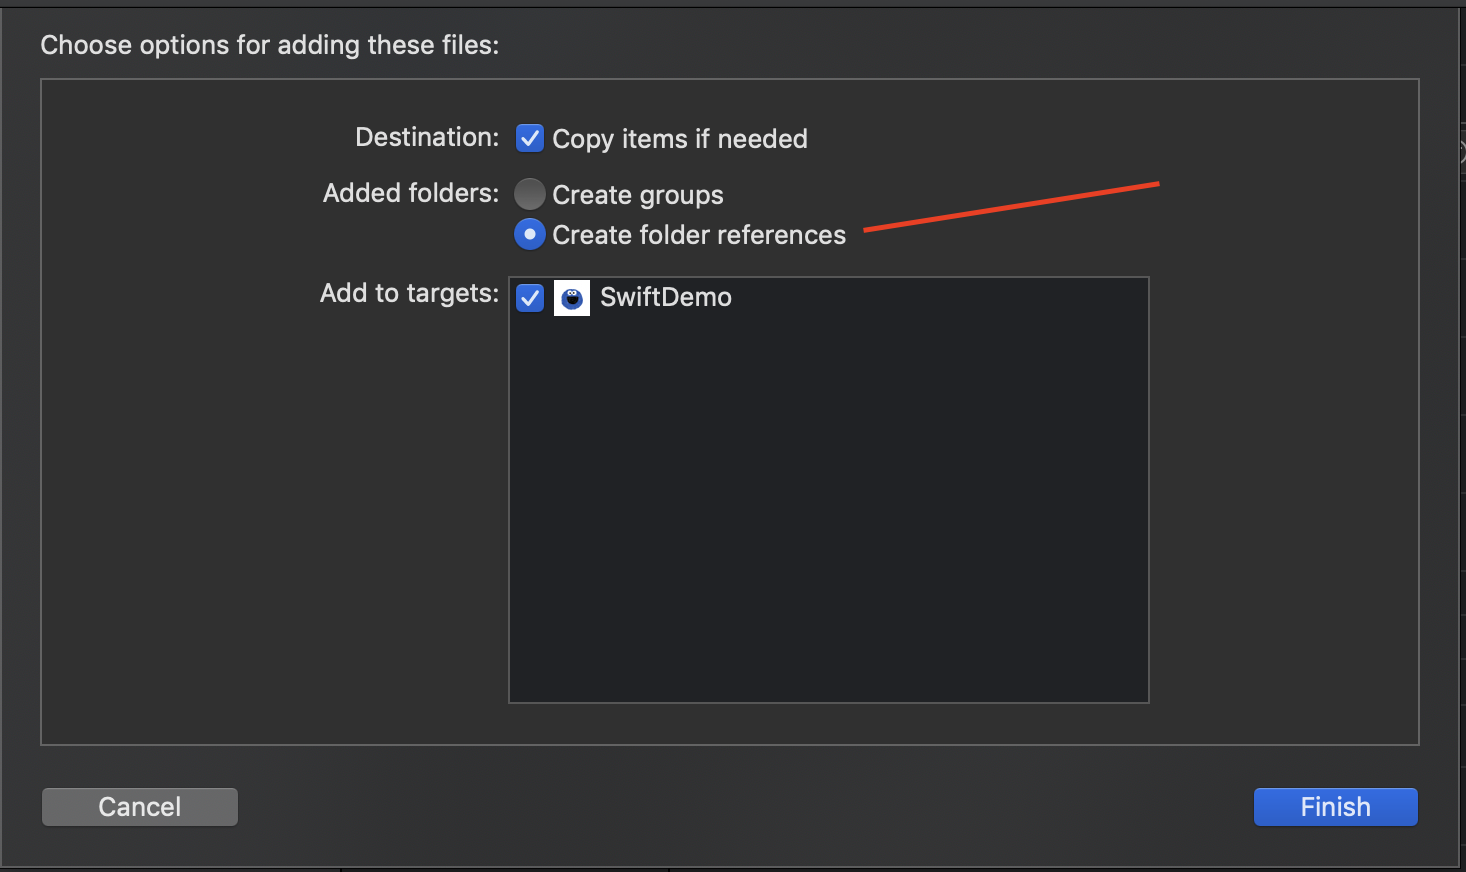 Choose options for adding these files:
Destination: Copy items if needed
Added folders: Create groups
Create folder references
Add to targets: SwiftDemo
Cancel Finish